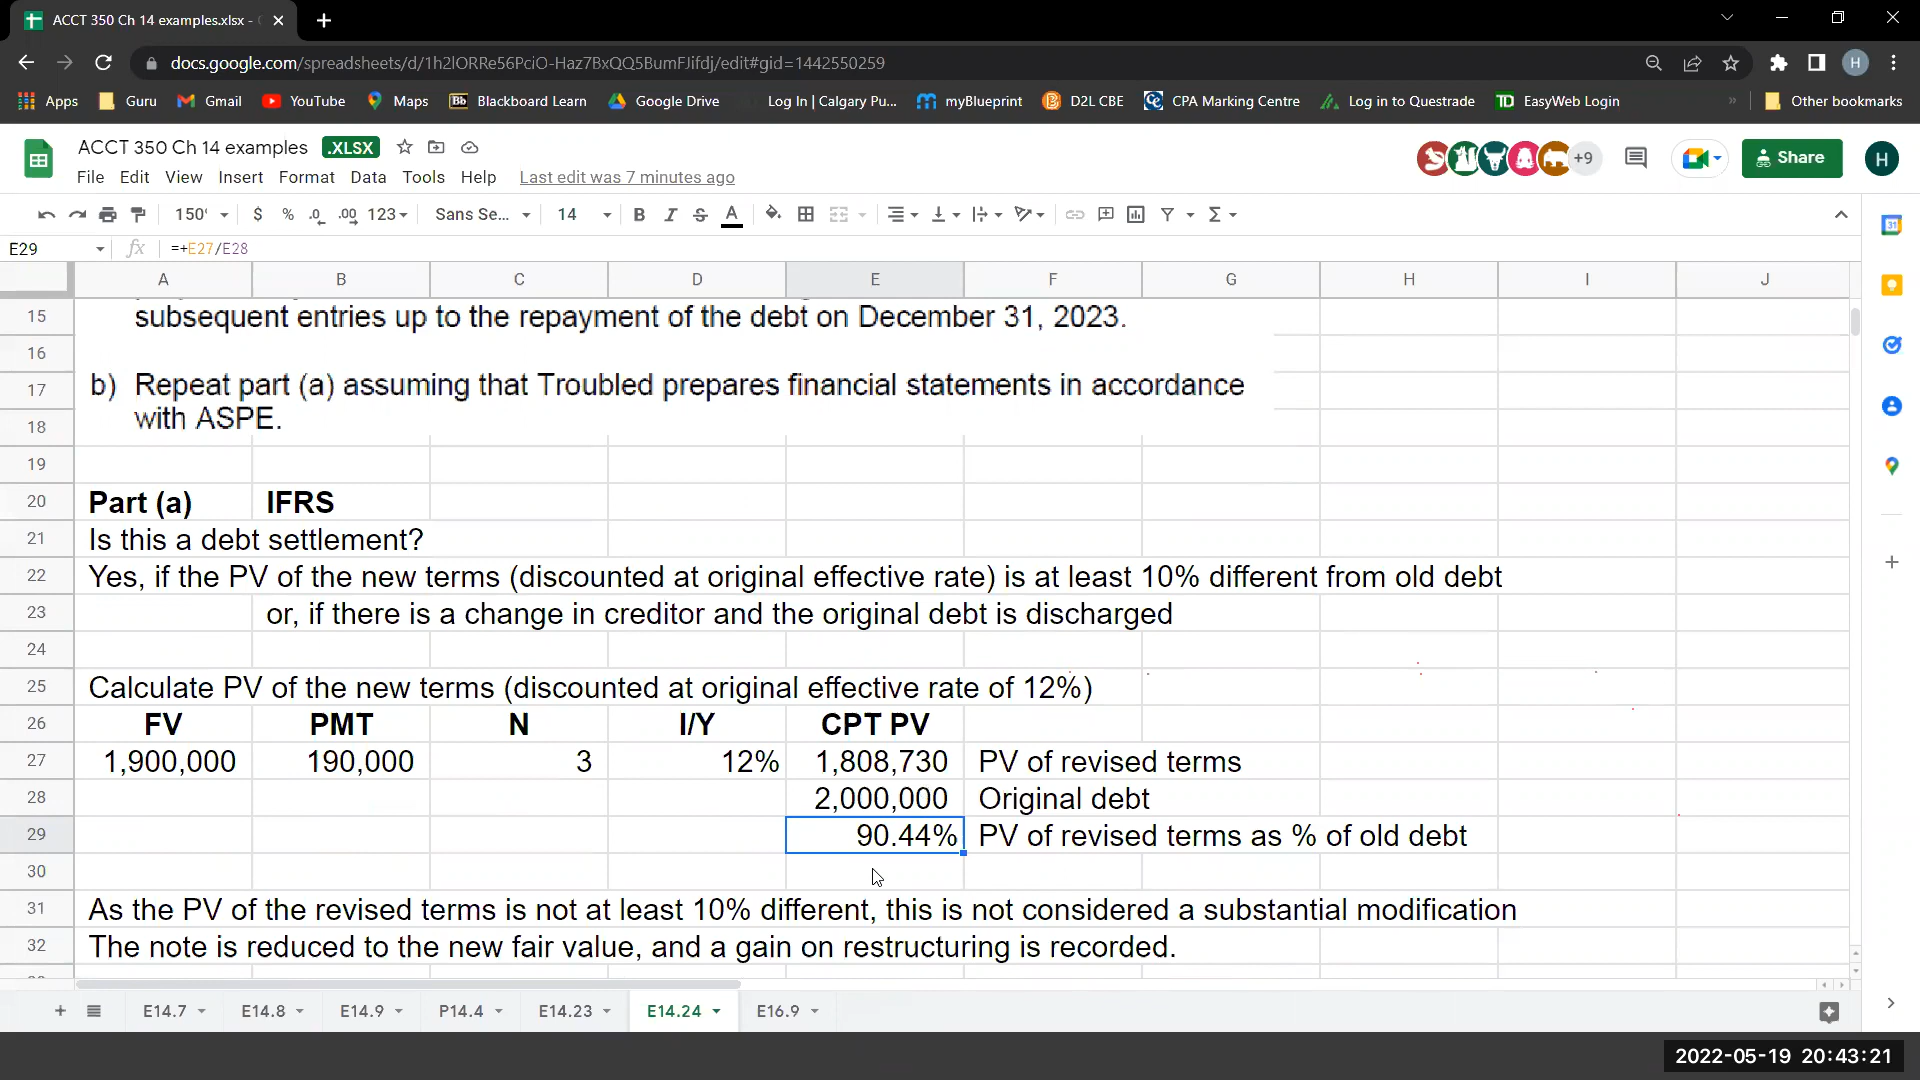 ACCT 350 Ch 14 examples.xlsx -
docs.google.com/spreadsheets/d/1h2lORRe56PciO-Haz7BxQQ5BumFJifdj/edit#gid=1442550259
Apps Guru Gmail YouTube Maps Bb Blackboard Learn Google Drive Log In | Calgary Pu... myBlueprint D2L CBE CPA Marking Centre Log in to Questrade TD EasyWeb Login » Other bookmarks
ACCT 350 Ch 14 examples .XLSX +9 Share H
File Edit View Insert Format Data Tools Help Last edit was 7 minutes ago
$ % .0 .00 123 Sans Se... 14 B I S A
E29 fx =+E27/E28
A B C D E F G H I J
15 subsequent entries up to the repayment of the debt on December 31, 2023.
16
17 b) Repeat part (a) assuming that Troubled prepares financial statements in accordance
18 with ASPE.
19
20 Part (a) IFRS
21 Is this a debt settlement?
22 Yes, if the PV of the new terms (discounted at original effective rate) is at least 10% different from old debt
23 or, if there is a change in creditor and the original debt is discharged
24
25 Calculate PV of the new terms (discounted at original effective rate of 12%)
26 FV PMT N I/Y CPT PV
27 1,900,000 190,000 3 12% 1,808,730 PV of revised terms
28 2,000,000 Original debt
29 90.44% PV of revised terms as % of old debt
30
31 As the PV of the revised terms is not at least 10% different, this is not considered a substantial modification
32 The note is reduced to the new fair value, and a gain on restructuring is recorded.
E14.7 E14.8 E14.9 P14.4 E14.23 E14.24 E16.9
2022-05-19 20:43:21